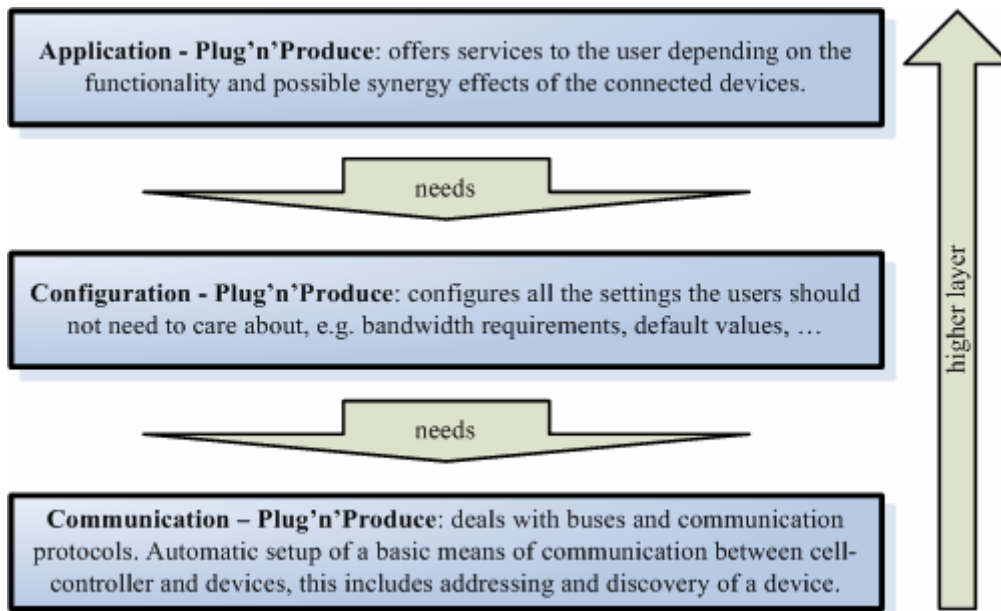 Application - Plug’n’Produce: offers services to the user depending on the
functionality and possible synergy effects of the connected devices.
needs
Configuration - Plug’n’Produce: configures all the settings the users should
not need to care about, e.g. bandwidth requirements, default values, …
needs
Communication – Plug’n’Produce: deals with buses and communication
protocols. Automatic setup of a basic means of communication between cell-
controller and devices, this includes addressing and discovery of a device.
higher layer